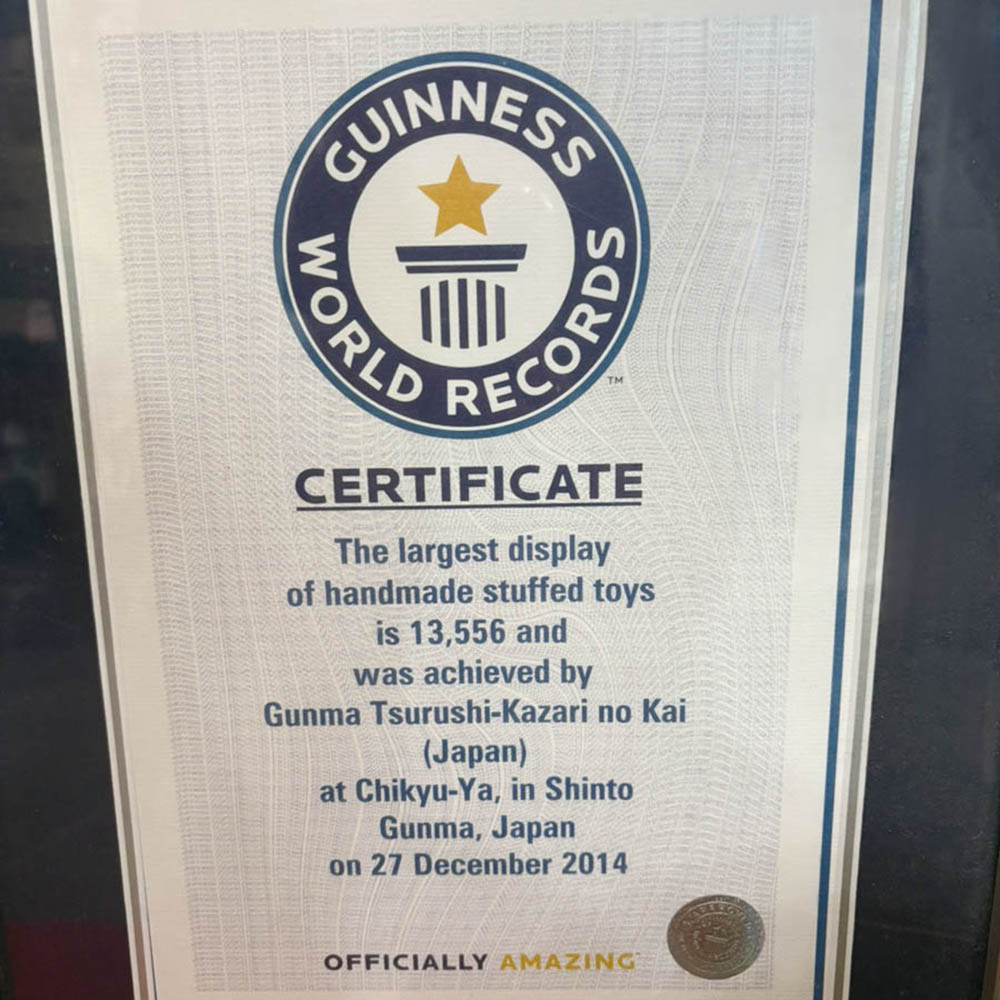 GUINNESS
WORLD RECORDS
TM
CERTIFICATE
The largest display
of handmade stuffed toys
is 13,556 and
was achieved by
Gunma Tsurushi-Kazari no Kai
(Japan)
at Chikyu-Ya, in Shinto
Gunma, Japan
on 27 December 2014
OFFICIALLY AMAZING